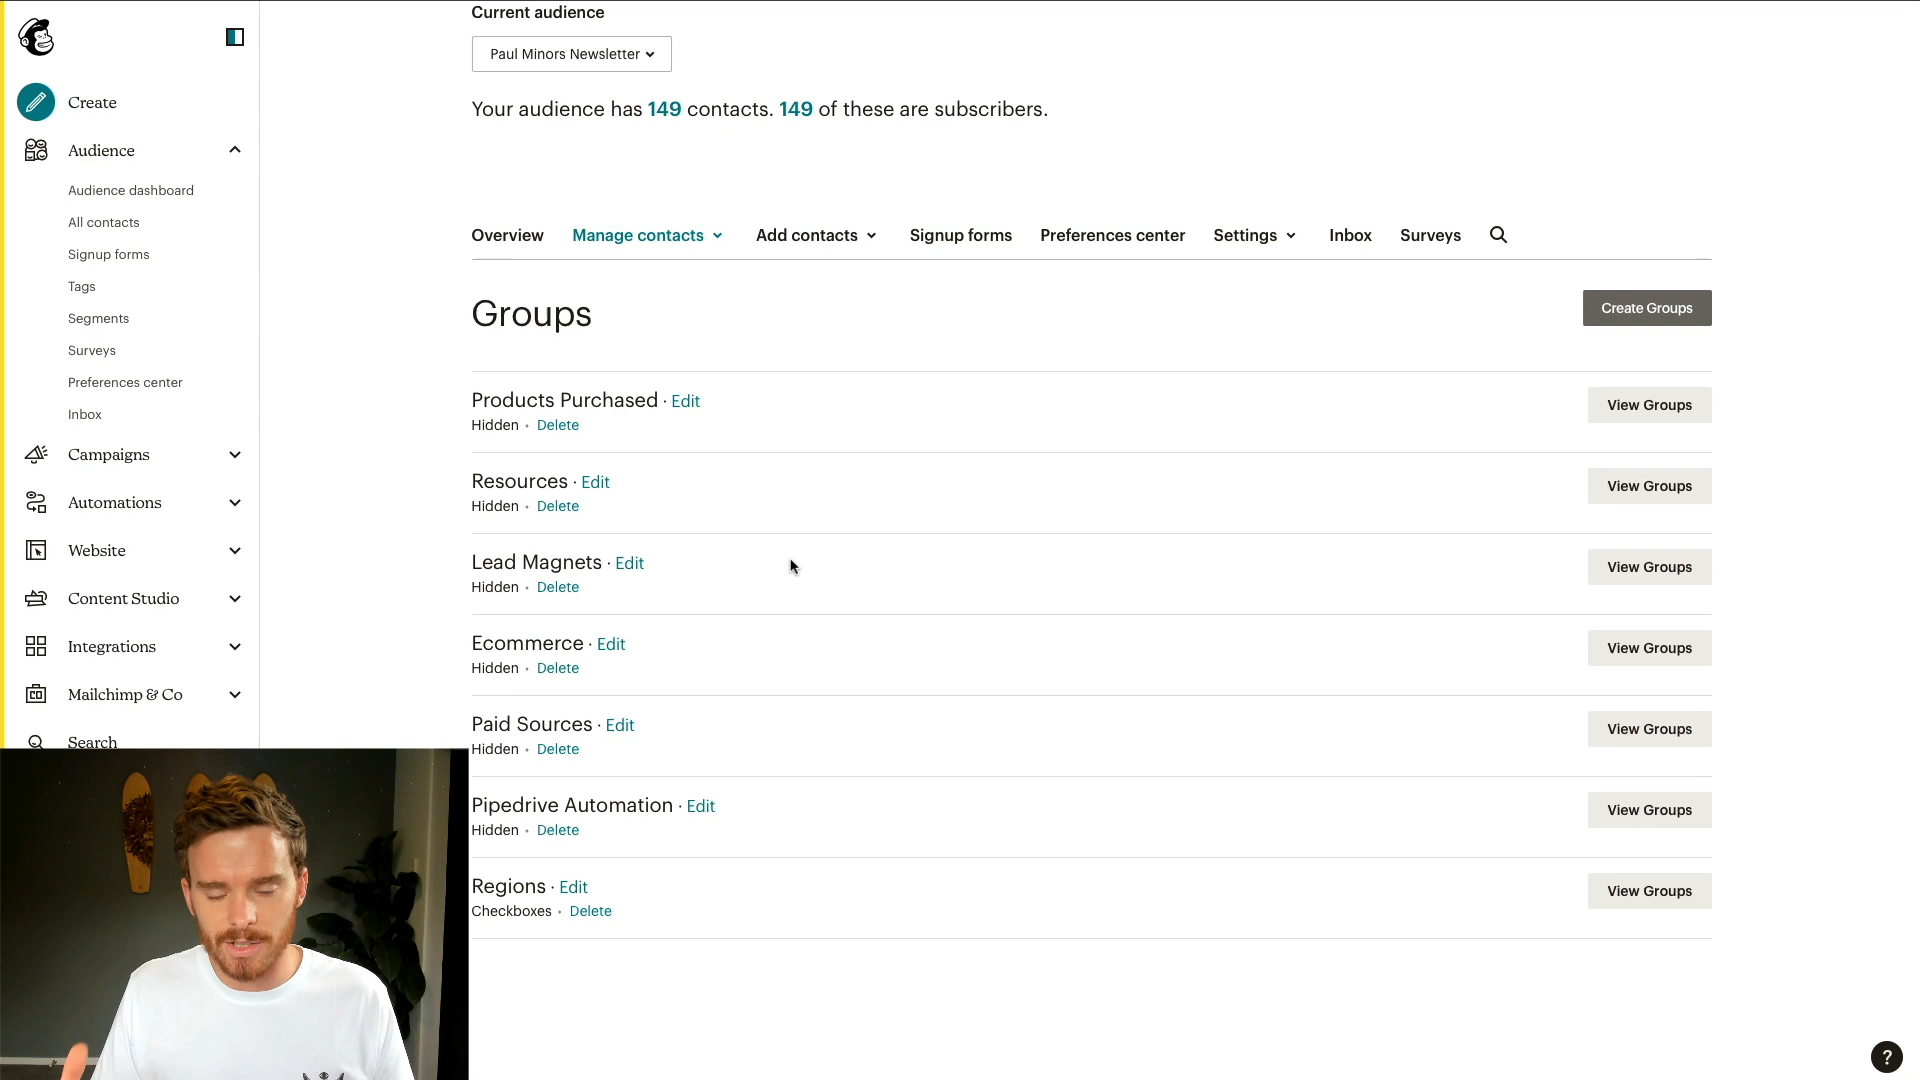 Current audience
Paul Minors Newsletter
Your audience has 149 contacts. 149 of these are subscribers.
Create
Audience
Audience dashboard
All contacts
Signup forms
Tags
Segments
Surveys
Preferences center
Inbox
Campaigns
Automations
Website
Content Studio
Integrations
Mailchimp & Co
Search
Overview Manage contacts Add contacts Signup forms Preferences center Settings Inbox Surveys
Groups
Create Groups
Products Purchased · Edit
Hidden • Delete
View Groups
Resources · Edit
Hidden • Delete
View Groups
Lead Magnets · Edit
Hidden • Delete
View Groups
Ecommerce · Edit
Hidden • Delete
View Groups
Paid Sources · Edit
Hidden • Delete
View Groups
Pipedrive Automation · Edit
Hidden • Delete
View Groups
Regions · Edit
Checkboxes • Delete
View Groups
?